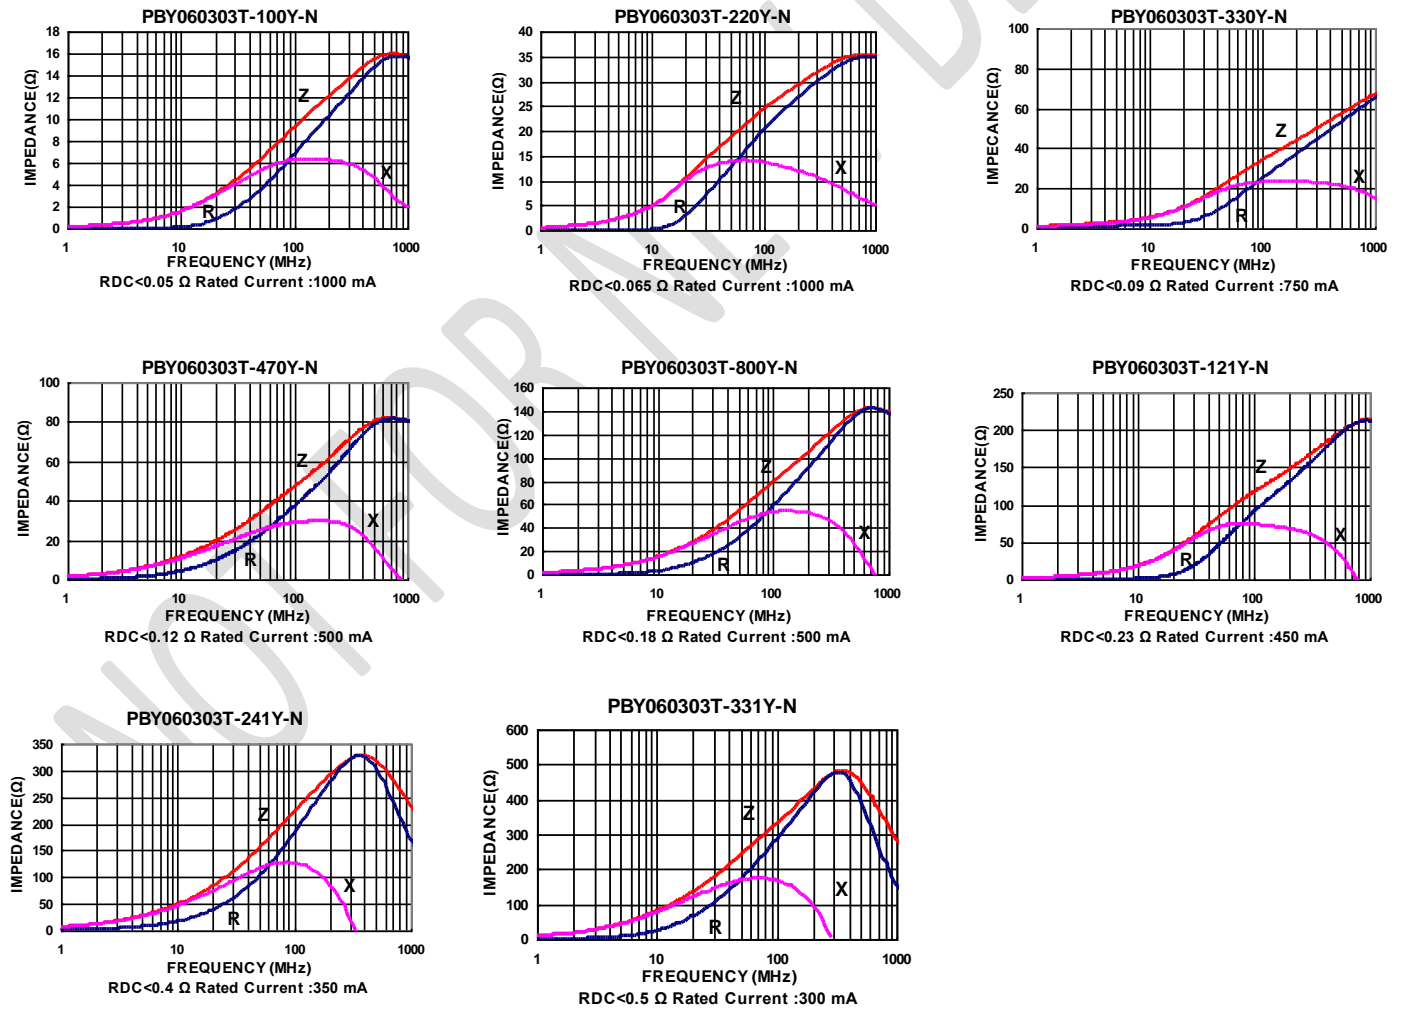 PBY060303T-100Y-N
18
16
14
12
10
8
6
4
2
0
IMPEDANCE(Ω)
Z
X
R
1 10 100 1000
FREQUENCY (MHz)
RDC<0.05 Ω Rated Current :1000 mA
PBY060303T-220Y-N
40
35
30
25
20
15
10
5
0
IMPEDANCE(Ω)
Z
X
R
1 10 100 1000
FREQUENCY (MHz)
RDC<0.065 Ω Rated Current :1000 mA
PBY060303T-330Y-N
100
80
60
40
20
0
IMPECANCE(Ω)
Z
X
R
1 10 100 1000
FREQUENCY (MHz)
RDC<0.09 Ω Rated Current :750 mA
PBY060303T-470Y-N
100
80
60
40
20
0
IMPEDANCE(Ω)
Z
X
R
1 10 100 1000
FREQUENCY (MHz)
RDC<0.12 Ω Rated Current :500 mA
PBY060303T-800Y-N
160
140
120
100
80
60
40
20
0
IMPEDANCE(Ω)
Z
X
R
1 10 100 1000
FREQUENCY (MHz)
RDC<0.18 Ω Rated Current :500 mA
PBY060303T-121Y-N
250
200
150
100
50
0
IMPEDANCE(Ω)
Z
X
R
1 10 100 1000
FREQUENCY (MHz)
RDC<0.23 Ω Rated Current :450 mA
PBY060303T-241Y-N
350
300
250
200
150
100
50
0
IMPEDANCE(Ω)
Z
X
R
1 10 100 1000
FREQUENCY (MHz)
RDC<0.4 Ω Rated Current :350 mA
PBY060303T-331Y-N
600
500
400
300
200
100
0
IMPEDANCE(Ω)
Z
X
R
1 10 100 1000
FREQUENCY (MHz)
RDC<0.5 Ω Rated Current :300 mA
NOT FOR